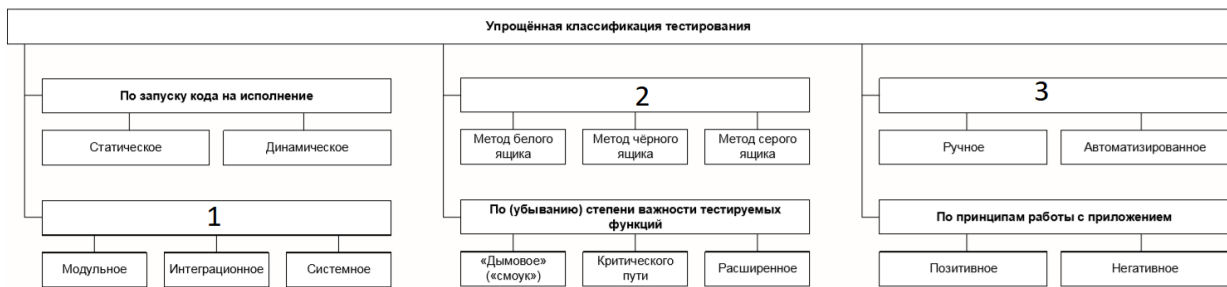 Упрощённая классификация тестирования
По запуску кода на исполнение
2
3
Статическое
Динамическое
Метод белого
ящика
Метод чёрного
ящика
Метод серого
ящика
Ручное
Автоматизированное
1
По (убыванию) степени важности тестируемых
функций
По принципам работы с приложением
Модульное
Интеграционное
Системное
«Дымовое»
(«смоук»)
Критического
пути
Расширенное
Позитивное
Негативное